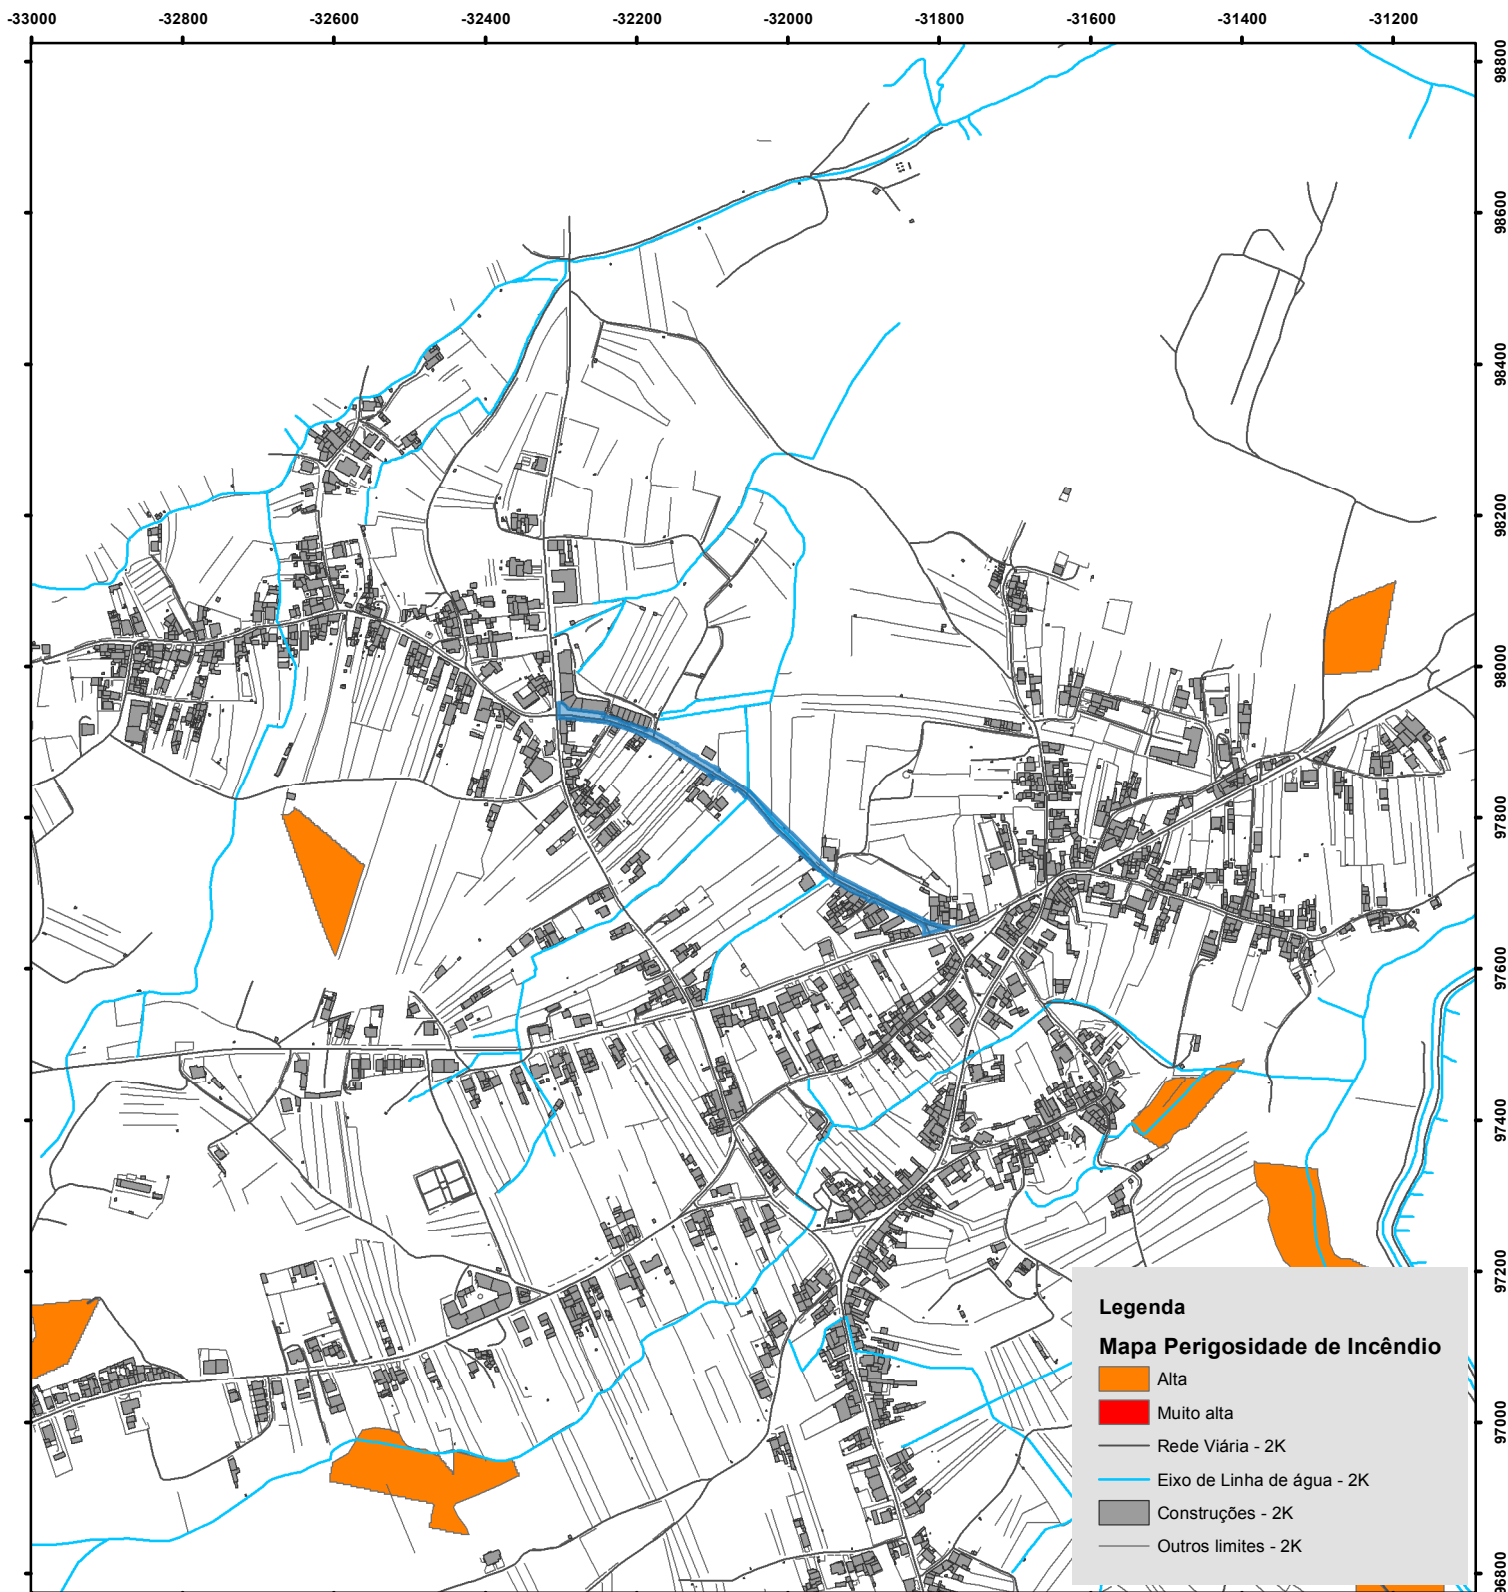 -33000 -32800 -32600 -32400 -32200 -32000 -31800 -31600 -31400 -31200
98800
98600
98400
98200
98000
97800
97600
97400
97200
97000
96800
Legenda
Mapa Perigosidade de Incêndio
Alta
Muito alta
Rede Viária - 2K
Eixo de Linha de água - 2K
Construções - 2K
Outros limites - 2K